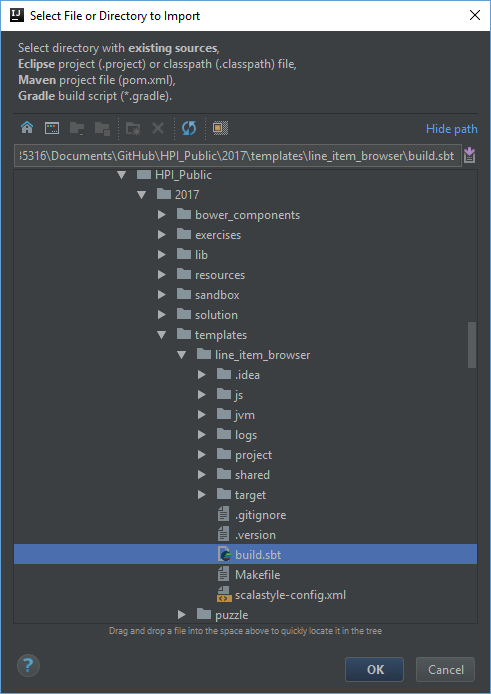 Select File or Directory to Import
Select directory with existing sources,
Eclipse project (.project) or classpath (.classpath) file,
Maven project file (pom.xml),
Gradle build script (*.gradle).
Hide path
35316\Documents\GitHub\HPI_Public\2017\templates\line_item_browser\build.sbt
HPI_Public
2017
bower_components
exercises
lib
resources
sandbox
solution
templates
line_item_browser
.idea
js
jvm
logs
project
shared
target
.gitignore
.version
build.sbt
Makefile
scalastyle-config.xml
puzzle
Drag and drop a file into the space above to quickly locate it in the tree
?
OK
Cancel